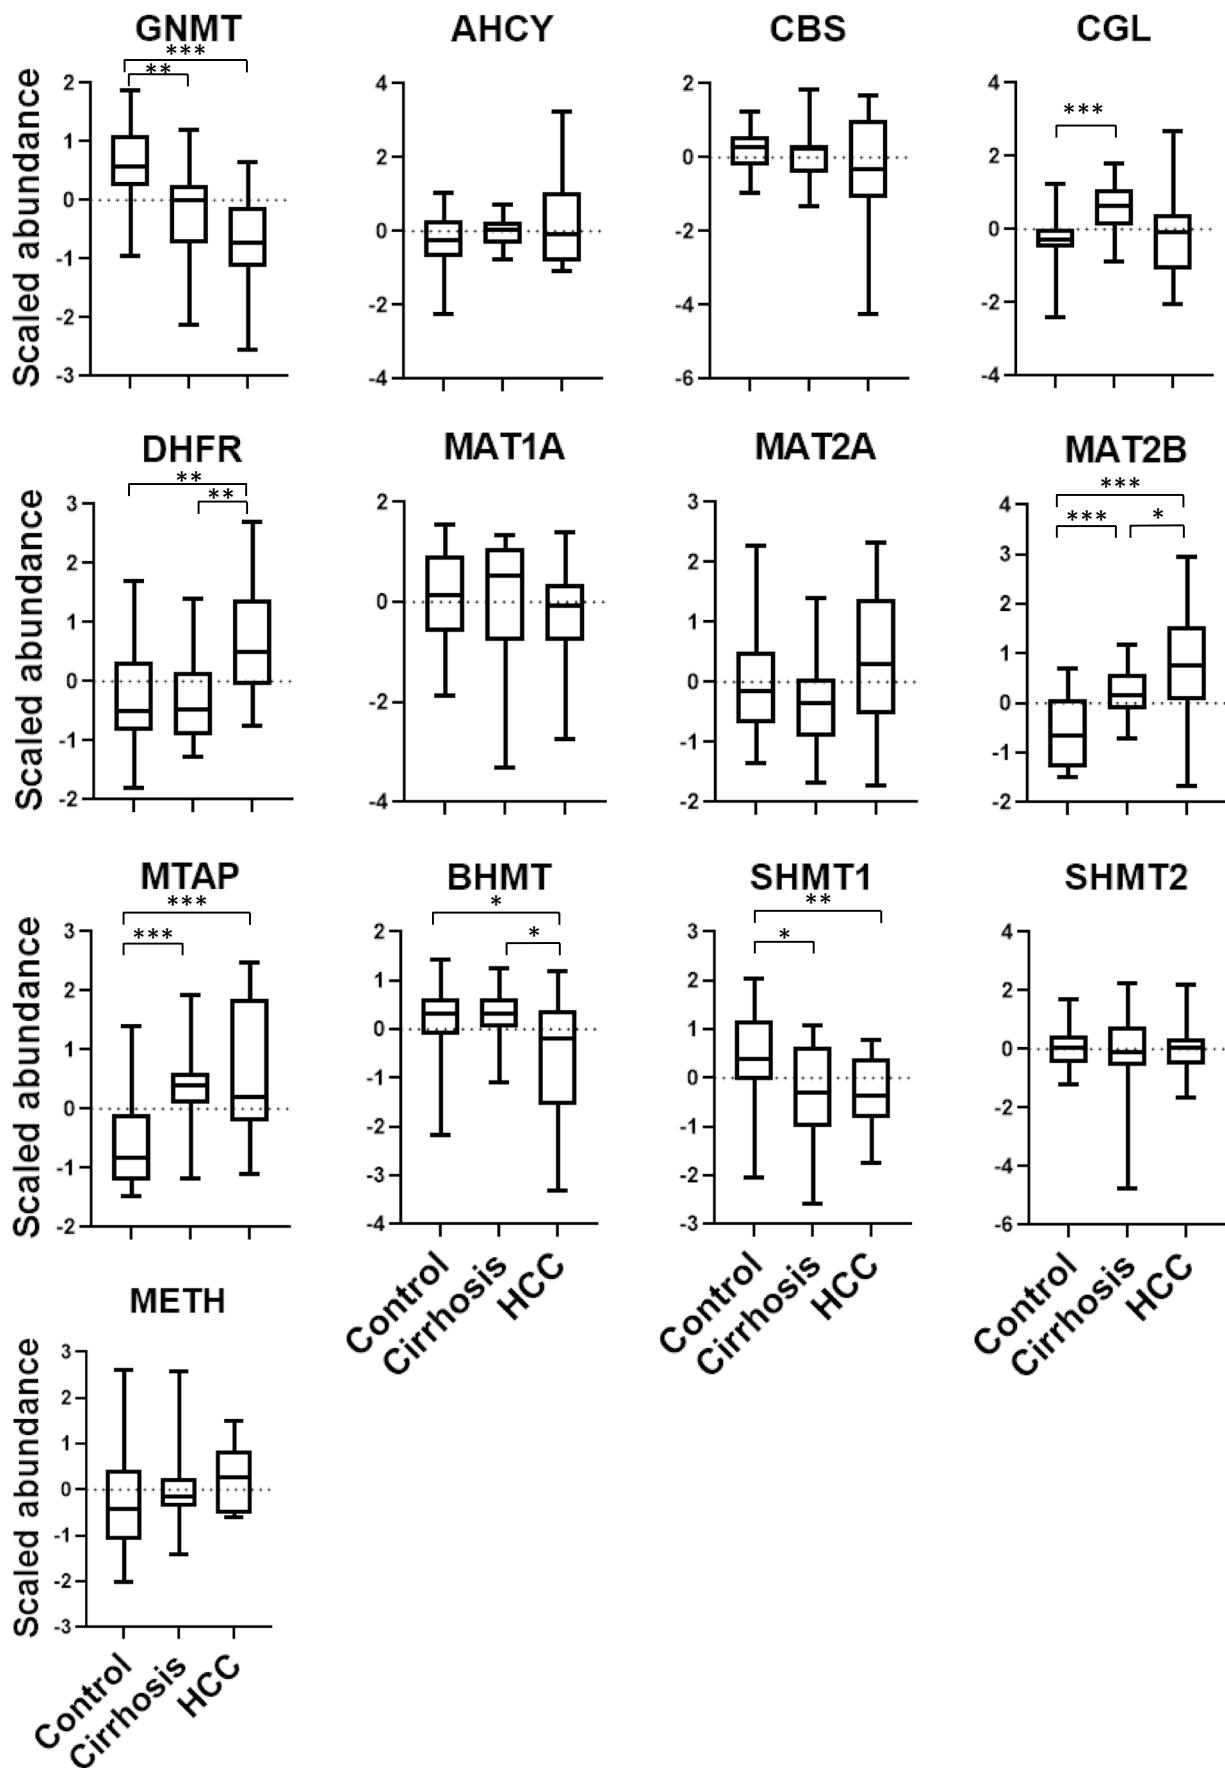 GNMT AHCY CBS CGL
*** ** ***
Scaled abundance
2 1 0 -1 -2 -3
4 2 0 -2 -4
2 0 -2 -4 -6
4 2 0 -2 -4
DHFR MAT1A MAT2A MAT2B
** ** *** *** *
Scaled abundance
3 2 1 0 -1 -2
2 0 -2 -4
3 2 1 0 -1 -2
4 3 2 1 0 -1 -2
MTAP BHMT SHMT1 SHMT2
*** *** * * ** *
Scaled abundance
3 2 1 0 -1 -2
2 1 0 -1 -2 -3 -4
3 2 1 0 -1 -2 -3
4 2 0 -2 -4 -6
Control Cirrhosis HCC
Control Cirrhosis HCC
Control Cirrhosis HCC
METH
Scaled abundance
3 2 1 0 -1 -2 -3
Control Cirrhosis HCC